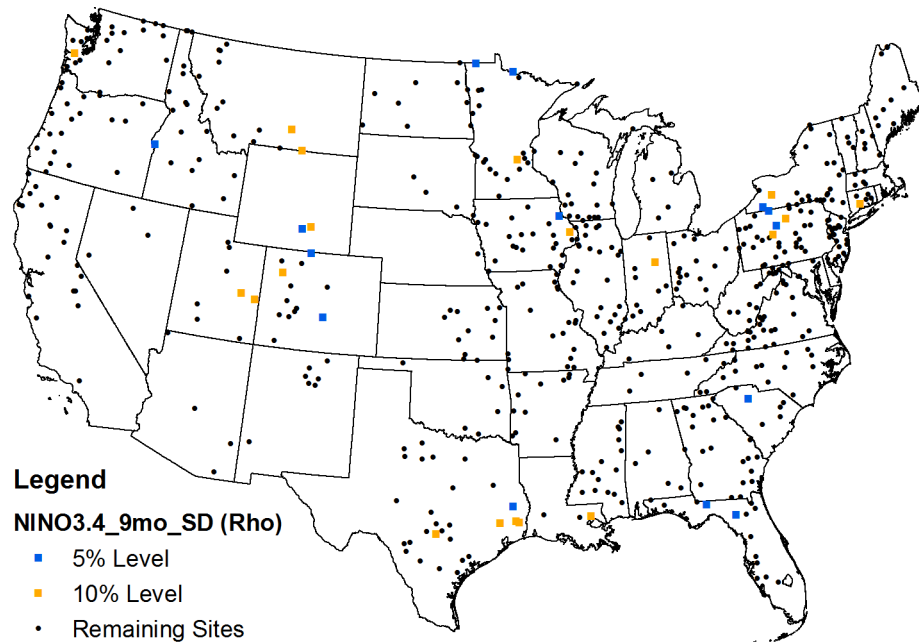 Legend
NINO3.4_9mo_SD (Rho)
5% Level
10% Level
Remaining Sites